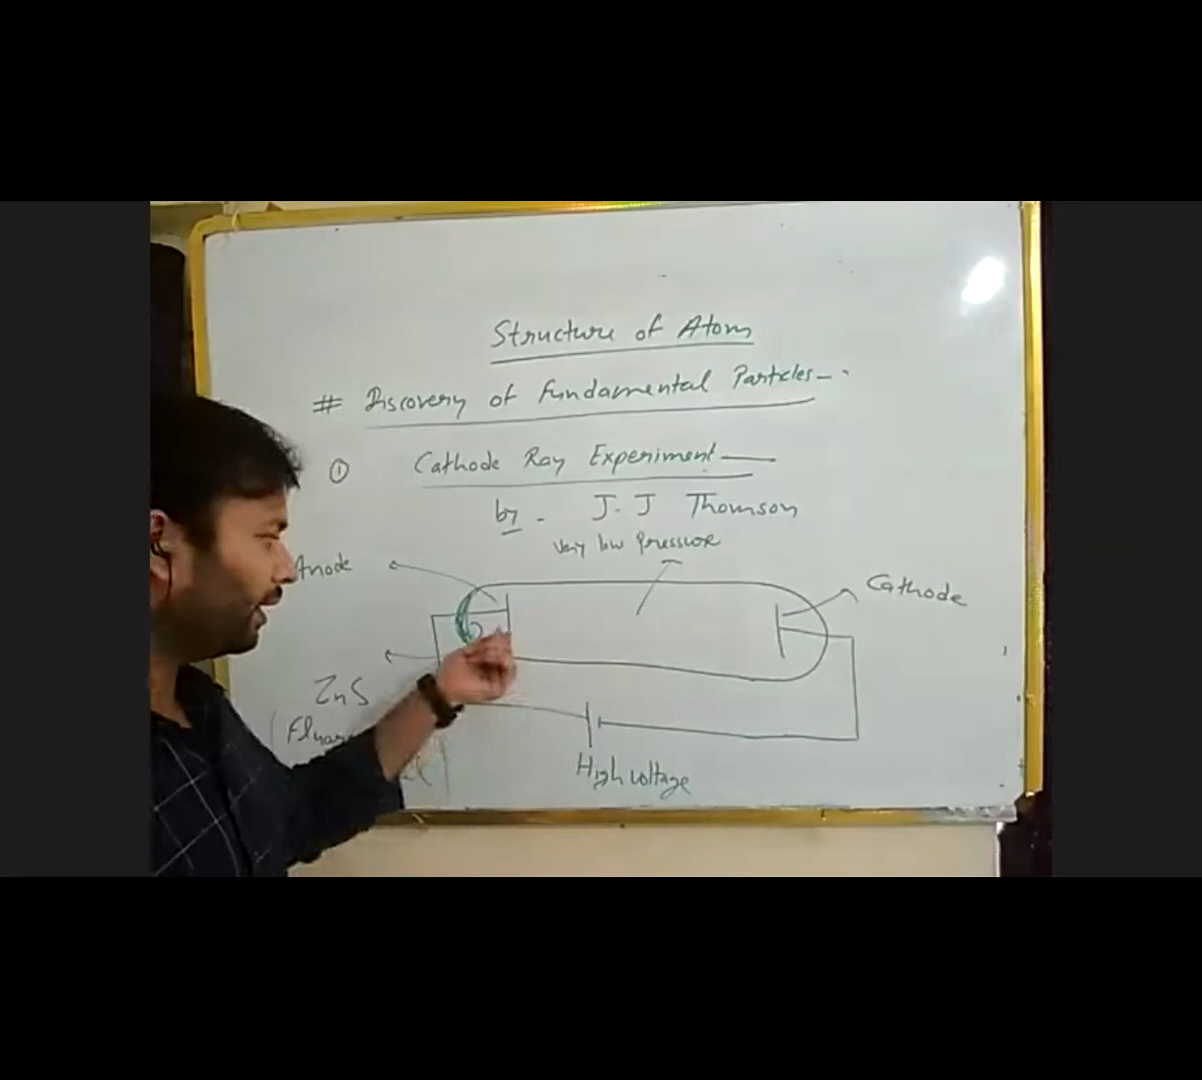 Structure of Atom
# Discovery of Fundamental Particles
① Cathode Ray Experiment
by - J. J Thomson
Very low Pressure
Anode
Cathode
ZnS
High voltage